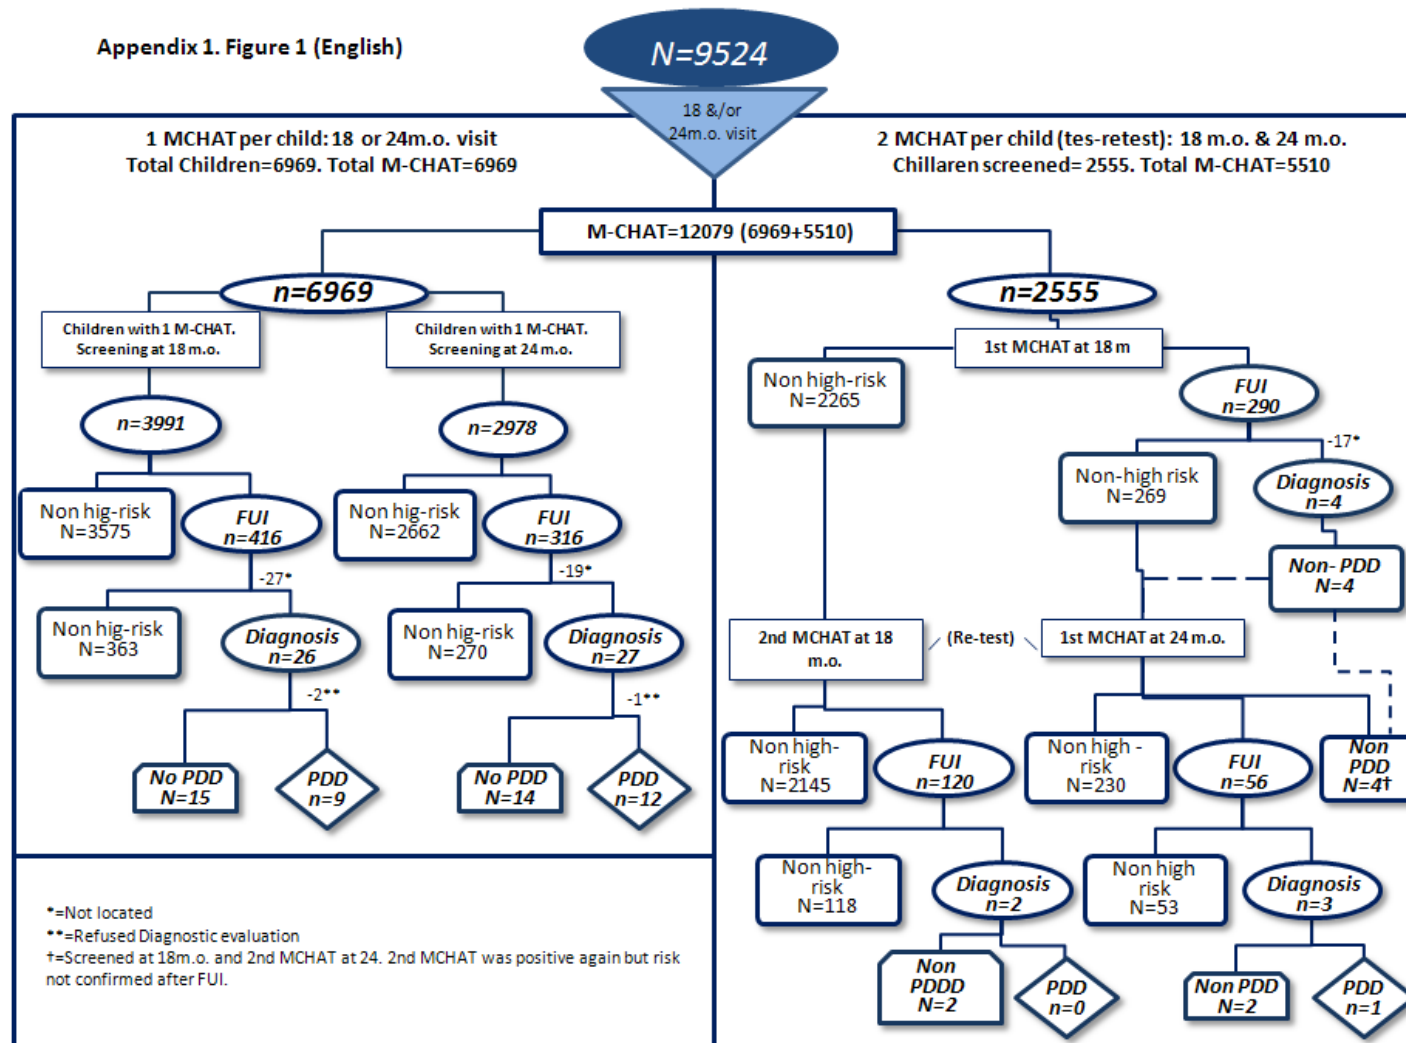 Appendix 1. Figure 1 (English)
N=9524
18 &/or
24m.o. visit
1 MCHAT per child: 18 or 24m.o. visit
Total Children=6969. Total M-CHAT=6969
2 MCHAT per child (tes-retest): 18 m.o. & 24 m.o.
Chillaren screened= 2555. Total M-CHAT=5510
M-CHAT=12079 (6969+5510)
n=6969
n=2555
Children with 1 M-CHAT.
Screening at 18 m.o.
Children with 1 M-CHAT.
Screening at 24 m.o.
1st MCHAT at 18 m
Non high-risk
N=2265
FUI
n=290
n=3991
n=2978
-17*
Non-high risk
N=269
Diagnosis
n=4
Non hig-risk
N=3575
FUI
n=416
Non hig-risk
N=2662
FUI
n=316
-27*
-19*
Non- PDD
N=4
Non hig-risk
N=363
Diagnosis
n=26
Non hig-risk
N=270
Diagnosis
n=27
2nd MCHAT at 18
m.o.
(Re-test)
1st MCHAT at 24 m.o.
-2**
-1**
No PDD
N=15
PDD
n=9
No PDD
N=14
PDD
n=12
Non high-
risk
N=2145
FUI
n=120
Non high -
risk
N=230
FUI
n=56
Non
PDD
N=4†
Non high-
risk
N=118
Diagnosis
n=2
Non high
risk
N=53
Diagnosis
n=3
Non
PDDD
N=2
PDD
n=0
Non PDD
N=2
PDD
n=1
*=Not located
**=Refused Diagnostic evaluation
†=Screened at 18m.o. and 2nd MCHAT at 24. 2nd MCHAT was positive again but risk
not confirmed after FUI.